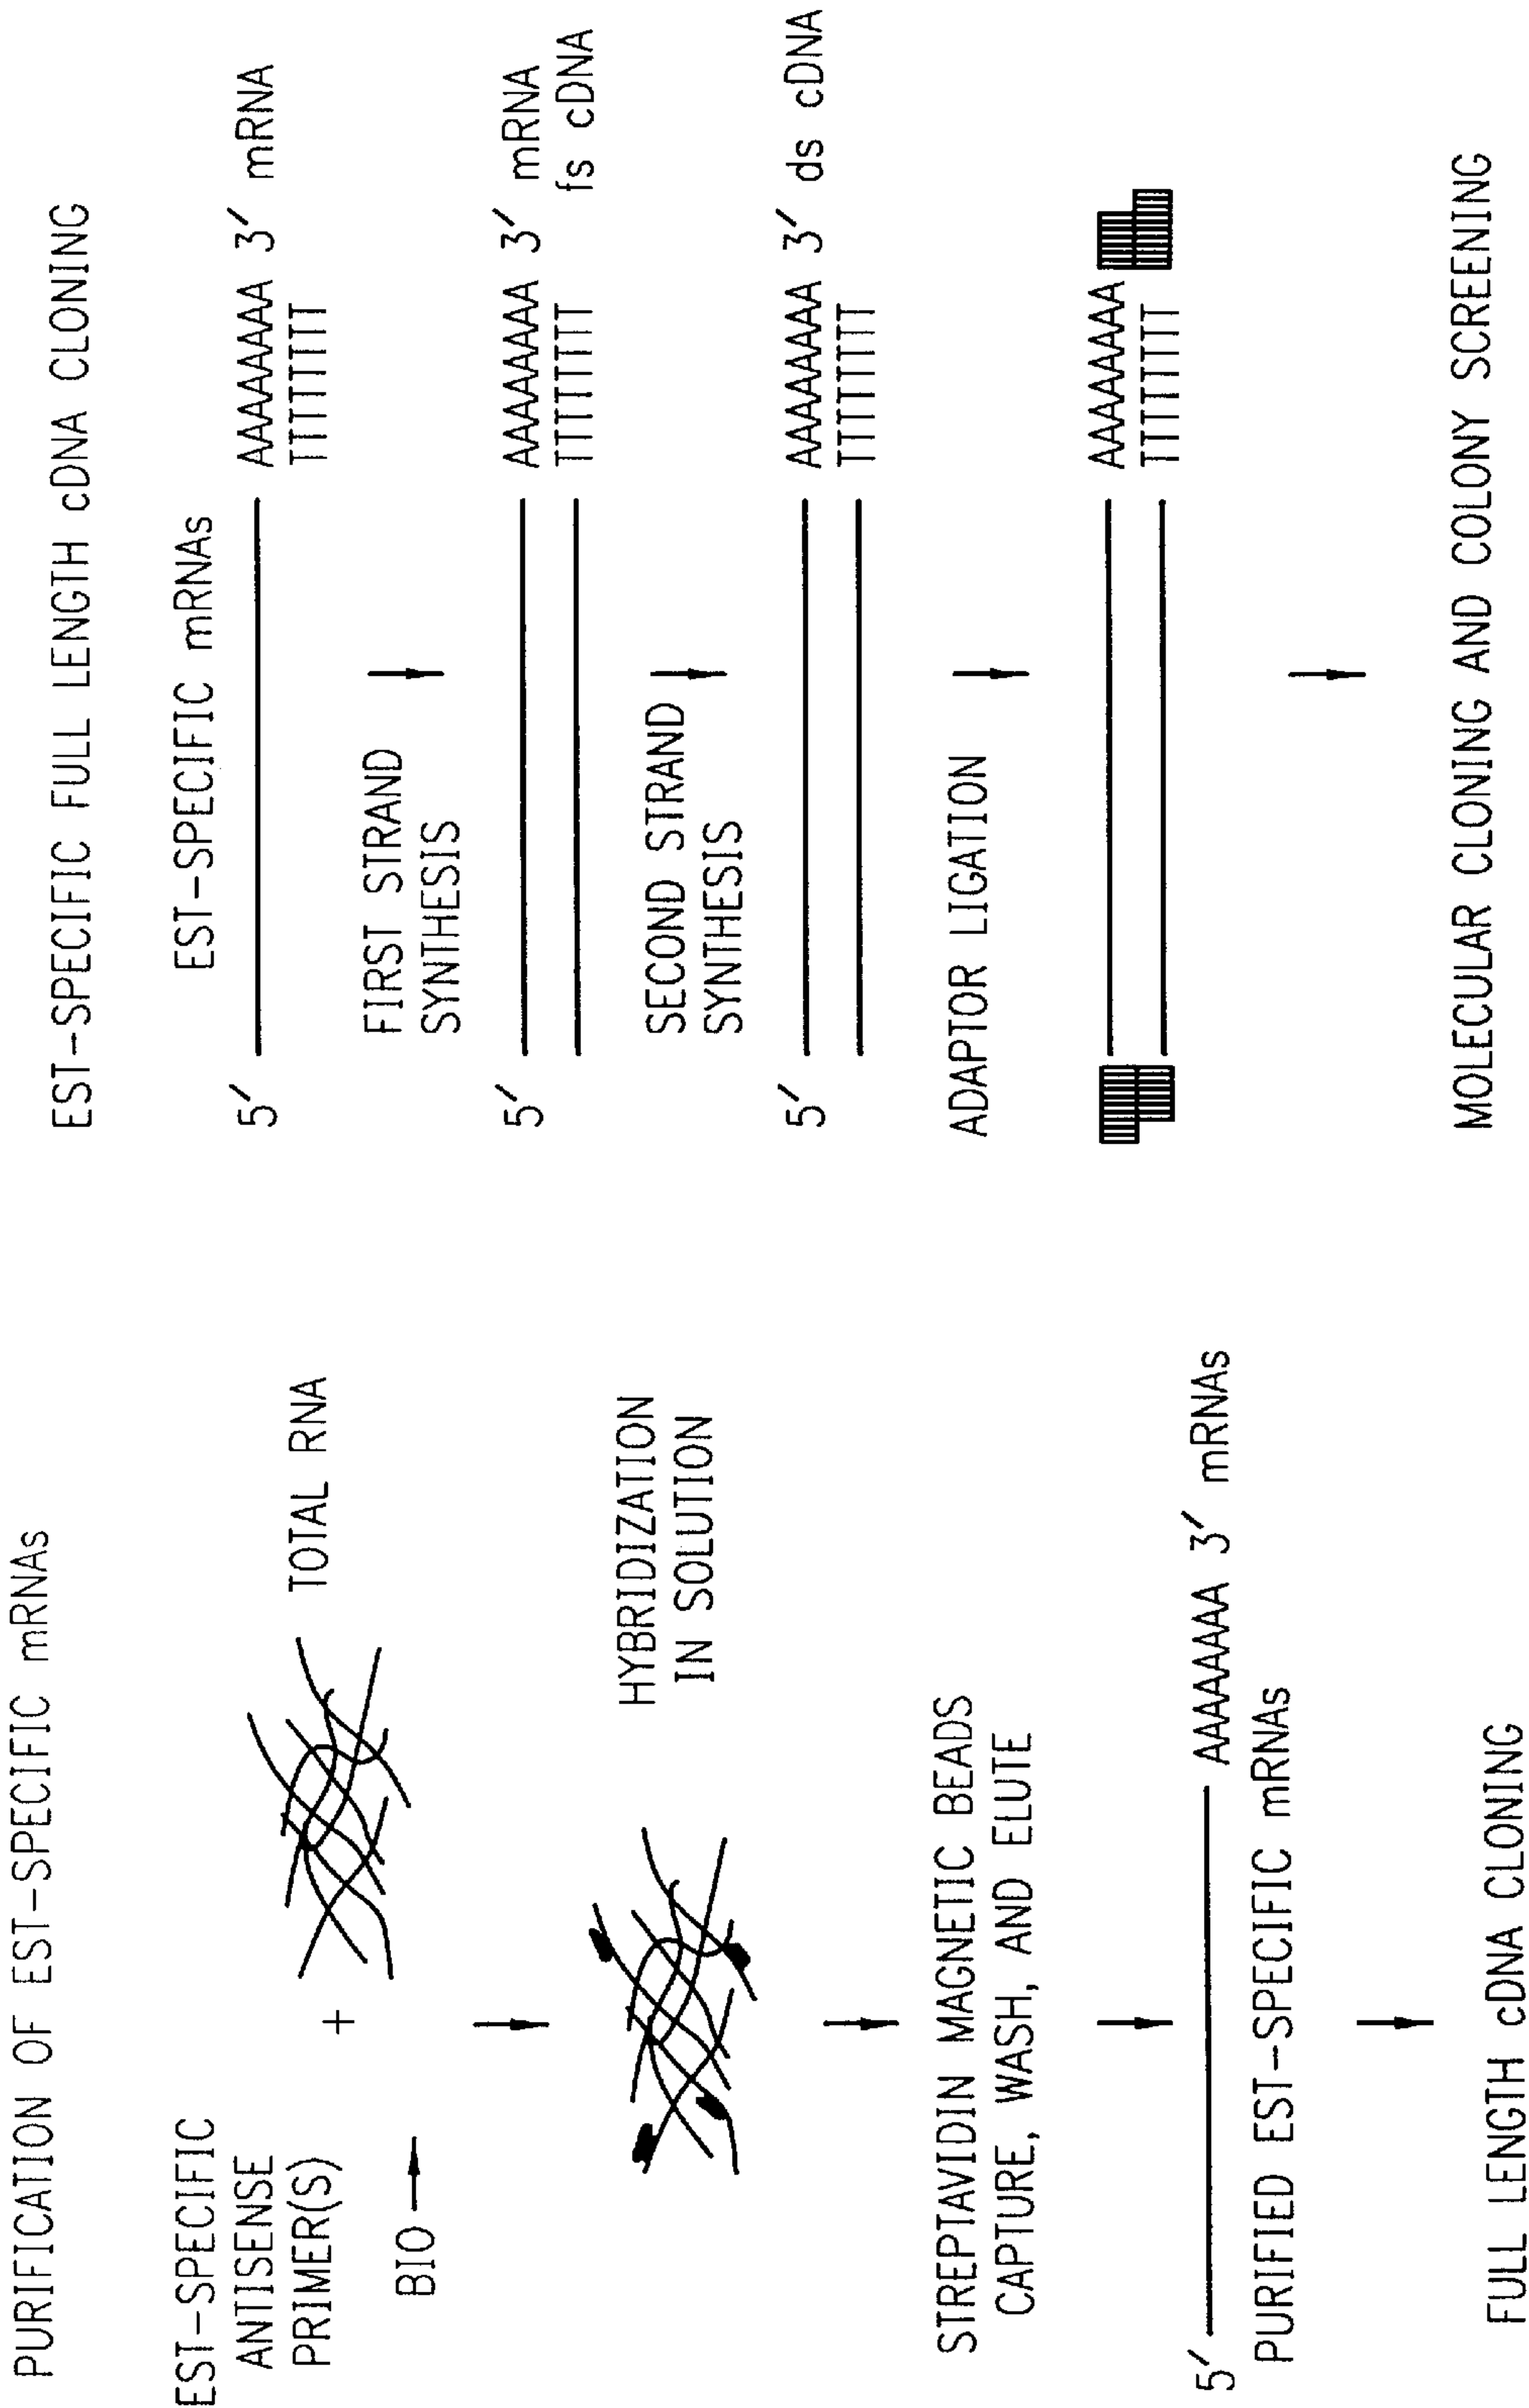 PURIFICATION OF EST-SPECIFIC mRNAs
EST-SPECIFIC
ANTISENSE
PRIMER(S)
BIO
+
TOTAL RNA
HYBRIDIZATION
IN SOLUTION
STREPTAVIDIN MAGNETIC BEADS
CAPTURE, WASH, AND ELUTE
5′ AAAAAAA 3′ mRNAs
PURIFIED EST-SPECIFIC mRNAs
FULL LENGTH cDNA CLONING
EST-SPECIFIC FULL LENGTH cDNA CLONING
EST-SPECIFIC mRNAs
5′ AAAAAAAA 3′ mRNA
TTTTTTTT
FIRST STRAND
SYNTHESIS
5′ AAAAAAAA 3′ mRNA
TTTTTTTT fs cDNA
SECOND STRAND
SYNTHESIS
5′ AAAAAAAA 3′ ds cDNA
TTTTTTTT
ADAPTOR LIGATION
AAAAAAAA
TTTTTTTT
MOLECULAR CLONING AND COLONY SCREENING